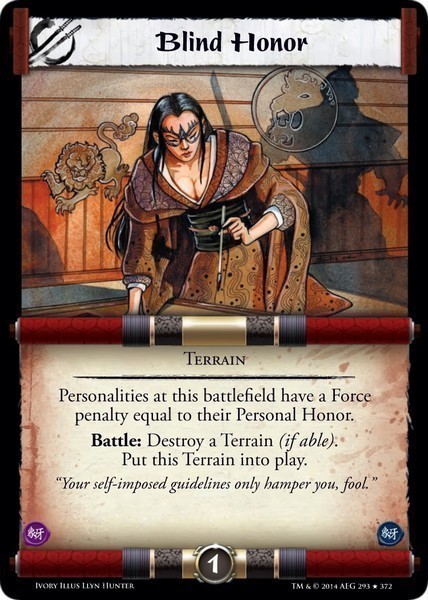 Blind Honor
Terrain
Personalities at this battlefield have a Force
penalty equal to their Personal Honor.
Battle: Destroy a Terrain (if able).
Put this Terrain into play.
"Your self-imposed guidelines only hamper you, fool."
1
Ivory Illus Llyn Hunter
TM & © 2014 AEG 293 ★ 372